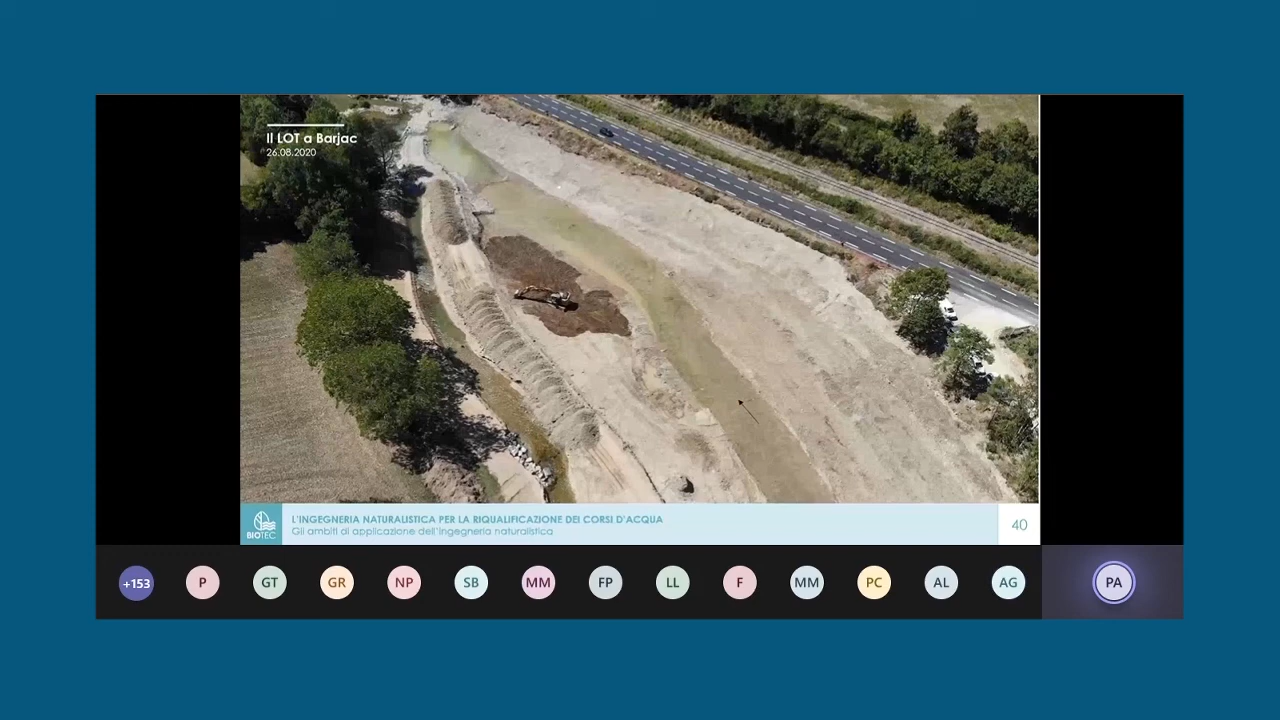 Il LOT a Barjac
26.08.2020
BIOTEC
L'INGEGNERIA NATURALISTICA PER LA RIQUALIFICAZIONE DEI CORSI D'ACQUA
Gli ambiti di applicazione dell'ingegneria naturalistica
40
+153
P
GT
GR
NP
SB
MM
FP
LL
F
MM
PC
AL
AG
PA